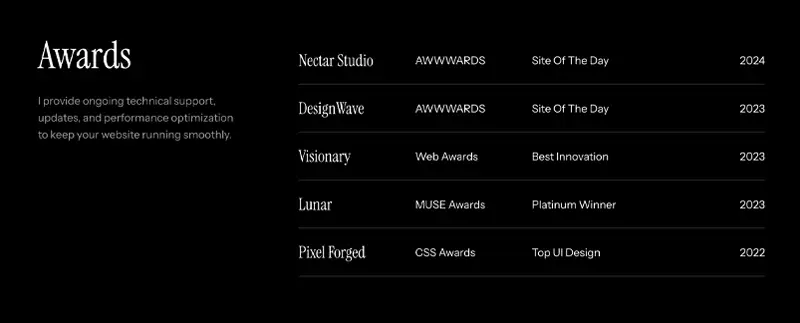 Awards
I provide ongoing technical support,
updates, and performance optimization
to keep your website running smoothly.
Nectar Studio AWWWARDS Site Of The Day 2024
DesignWave AWWWARDS Site Of The Day 2023
Visionary Web Awards Best Innovation 2023
Lunar MUSE Awards Platinum Winner 2023
Pixel Forged CSS Awards Top UI Design 2022